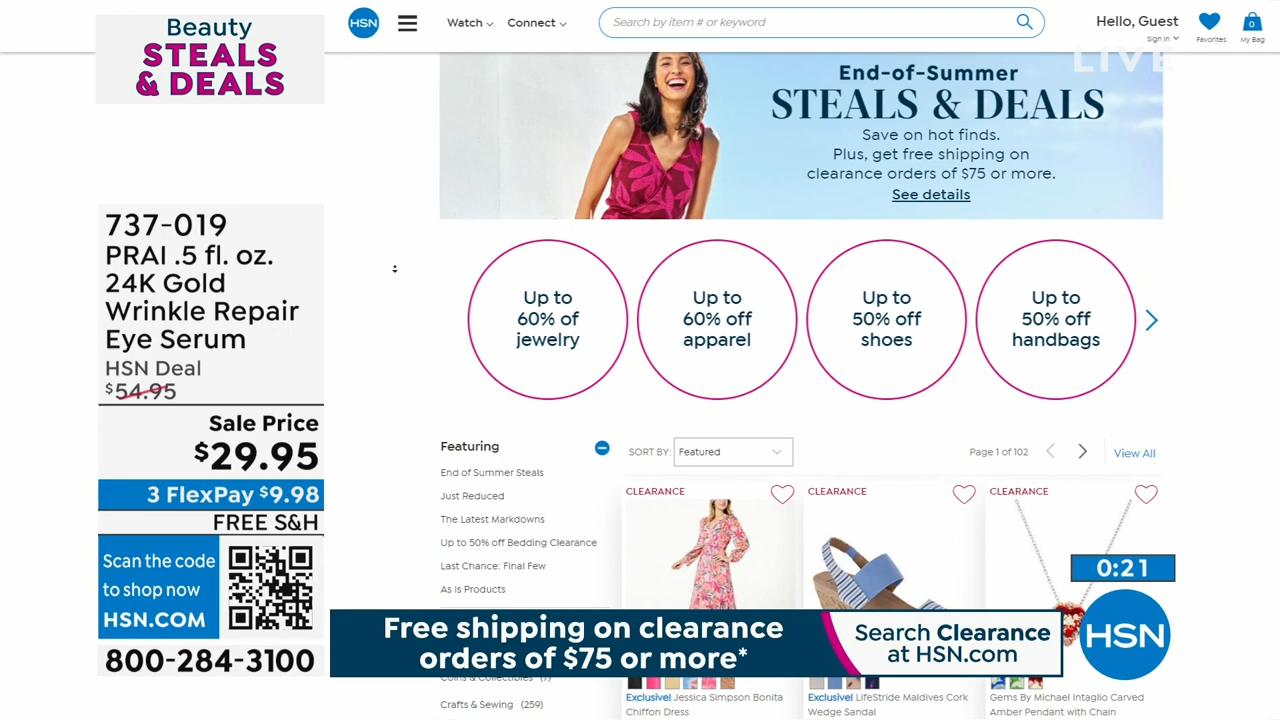 Beauty
STEALS
& DEALS
HSN
Watch
Connect
Search by item # or keyword
Hello, Guest
Sign In
Favorites
0
My Bag
LIVE
End-of-Summer
STEALS & DEALS
Save on hot finds.
Plus, get free shipping on
clearance orders of $75 or more.
See details
737-019
PRAI .5 fl. oz.
24K Gold
Wrinkle Repair
Eye Serum
HSN Deal
$54.95
Sale Price
$29.95
3 FlexPay $9.98
FREE S&H
Scan the code
to shop now
HSN.COM
800-284-3100
Up to
60% of
jewelry
Up to
60% off
apparel
Up to
50% off
shoes
Up to
50% off
handbags
Featuring
End of Summer Steals
Just Reduced
The Latest Markdowns
Up to 50% off Bedding Clearance
Last Chance: Final Few
As Is Products
Coins & Collectibles (7)
Crafts & Sewing (259)
SORT BY: Featured
Page 1 of 102
View All
CLEARANCE
CLEARANCE
CLEARANCE
0:21
Free shipping on clearance
orders of $75 or more*
Search Clearance
at HSN.com
HSN
Exclusive! Jessica Simpson Bonita
Chiffon Dress
Exclusive! LifeStride Maldives Cork
Wedge Sandal
Gems By Michael Intaglio Carved
Amber Pendant with Chain